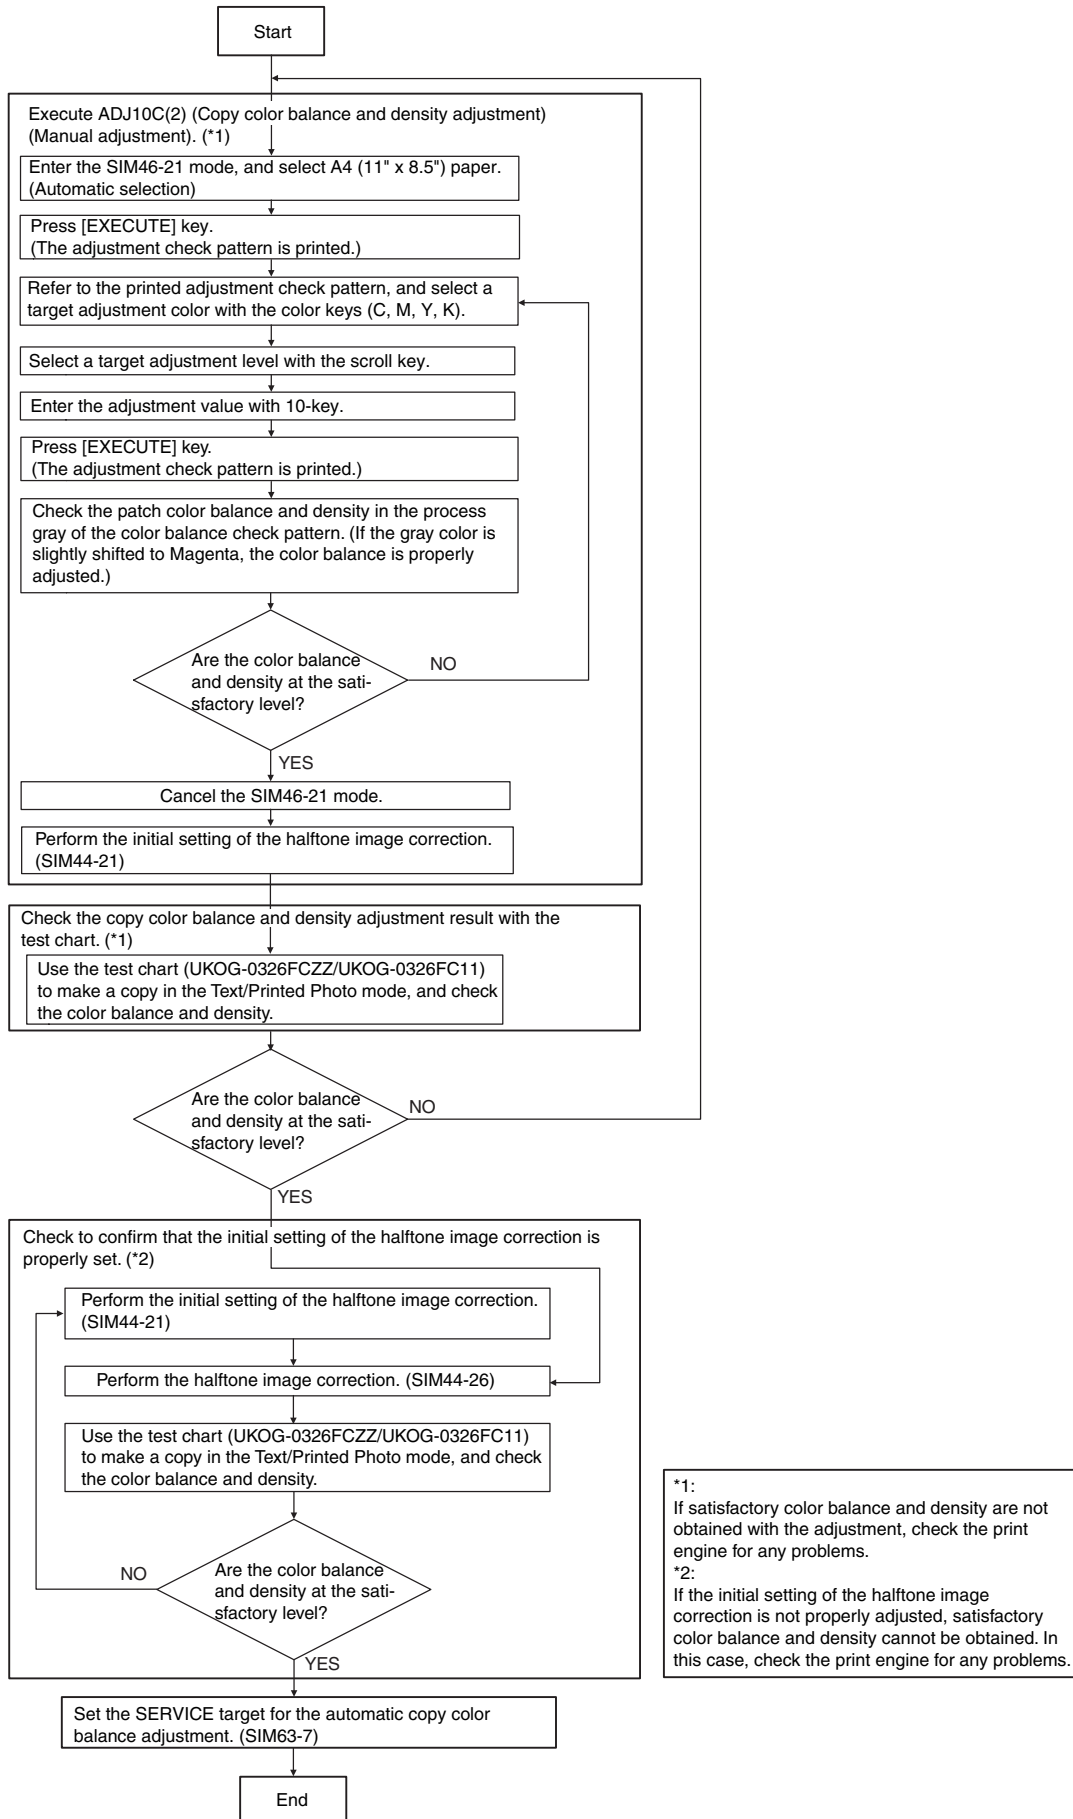 Start
Execute ADJ10C(2) (Copy color balance and density adjustment)
(Manual adjustment). (*1)
Enter the SIM46-21 mode, and select A4 (11" x 8.5") paper.
(Automatic selection)
Press [EXECUTE] key.
(The adjustment check pattern is printed.)
Refer to the printed adjustment check pattern, and select a
target adjustment color with the color keys (C, M, Y, K).
Select a target adjustment level with the scroll key.
Enter the adjustment value with 10-key.
Press [EXECUTE] key.
(The adjustment check pattern is printed.)
Check the patch color balance and density in the process
gray of the color balance check pattern. (If the gray color is
slightly shifted to Magenta, the color balance is properly
adjusted.)
Are the color balance
and density at the sati-
sfactory level?
NO
YES
Cancel the SIM46-21 mode.
Perform the initial setting of the halftone image correction.
(SIM44-21)
Check the copy color balance and density adjustment result with the
test chart. (*1)
Use the test chart (UKOG-0326FCZZ/UKOG-0326FC11)
to make a copy in the Text/Printed Photo mode, and check
the color balance and density.
Are the color balance
and density at the sati-
sfactory level?
NO
YES
Check to confirm that the initial setting of the halftone image correction is
properly set. (*2)
Perform the initial setting of the halftone image correction.
(SIM44-21)
Perform the halftone image correction. (SIM44-26)
Use the test chart (UKOG-0326FCZZ/UKOG-0326FC11)
to make a copy in the Text/Printed Photo mode, and check
the color balance and density.
Are the color balance
and density at the sati-
sfactory level?
NO
YES
Set the SERVICE target for the automatic copy color
balance adjustment. (SIM63-7)
End
*1:
If satisfactory color balance and density are not
obtained with the adjustment, check the print
engine for any problems.
*2:
If the initial setting of the halftone image
correction is not properly adjusted, satisfactory
color balance and density cannot be obtained. In
this case, check the print engine for any problems.